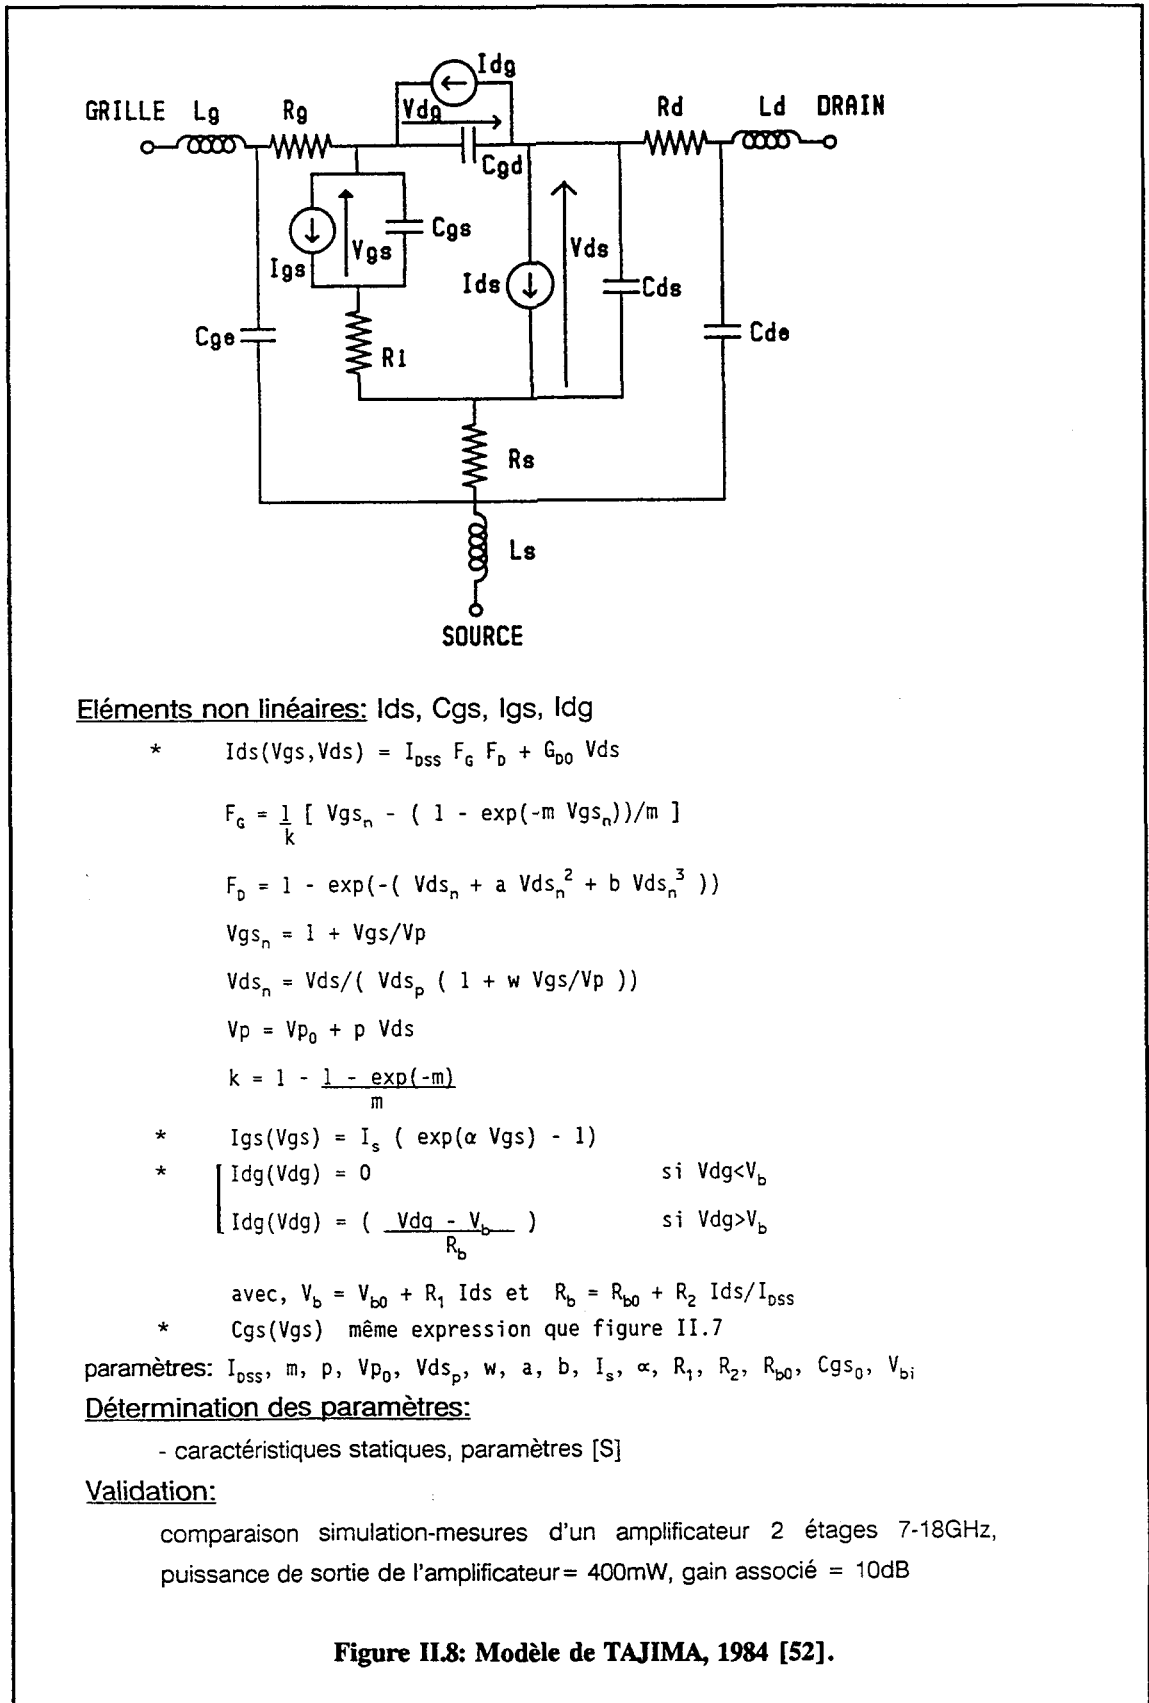 Idg
GRILLE Lg Rg Vdg Rd Ld DRAIN
Cgd
Cgs
Vgs Vds
Igs Ids Cds
Cge Ri Cde
Rs
Ls
SOURCE
Eléments non linéaires: Ids, Cgs, Igs, Idg
* Ids(Vgs,Vds) = I_DSS F_G F_D + G_D0 Vds
F_G = 1/k [ Vgs_n - ( 1 - exp(-m Vgs_n))/m ]
F_D = 1 - exp(-( Vds_n + a Vds_n^2 + b Vds_n^3 ))
Vgs_n = 1 + Vgs/Vp
Vds_n = Vds/( Vds_p ( 1 + w Vgs/Vp ))
Vp = Vp_0 + p Vds
k = 1 - (1 - exp(-m))/m
* Igs(Vgs) = I_s ( exp(α Vgs) - 1)
* Idg(Vdg) = 0 si Vdg<V_b
Idg(Vdg) = ( (Vdg - V_b)/R_b ) si Vdg>V_b
avec, V_b = V_b0 + R_1 Ids et R_b = R_b0 + R_2 Ids/I_DSS
* Cgs(Vgs) même expression que figure II.7
paramètres: I_DSS, m, p, Vp_0, Vds_p, w, a, b, I_s, α, R_1, R_2, R_b0, Cgs_0, V_bi
Détermination des paramètres:
- caractéristiques statiques, paramètres [S]
Validation:
comparaison simulation-mesures d'un amplificateur 2 étages 7-18GHz,
puissance de sortie de l'amplificateur= 400mW, gain associé = 10dB
Figure II.8: Modèle de TAJIMA, 1984 [52].